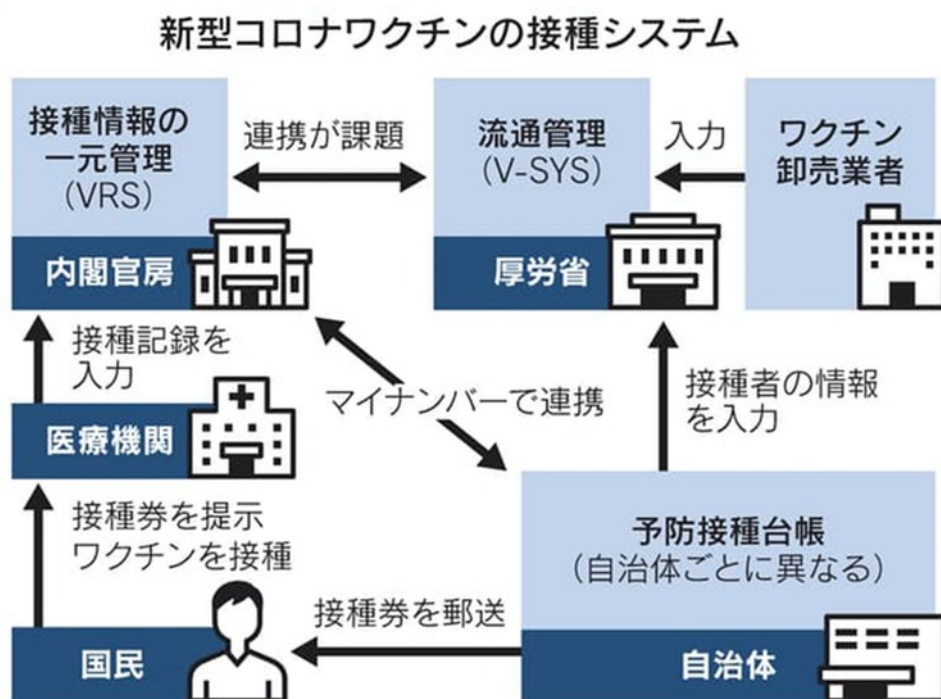 新型コロナワクチンの接種システム
接種情報の
一元管理
(VRS)
内閣官房
連携が課題
流通管理
(V-SYS)
厚労省
入力
ワクチン
卸売業者
接種記録を
入力
マイナンバーで連携
接種者の情報
を入力
医療機関
接種券を提示
ワクチンを接種
予防接種台帳
（自治体ごとに異なる）
接種券を郵送
国民
自治体